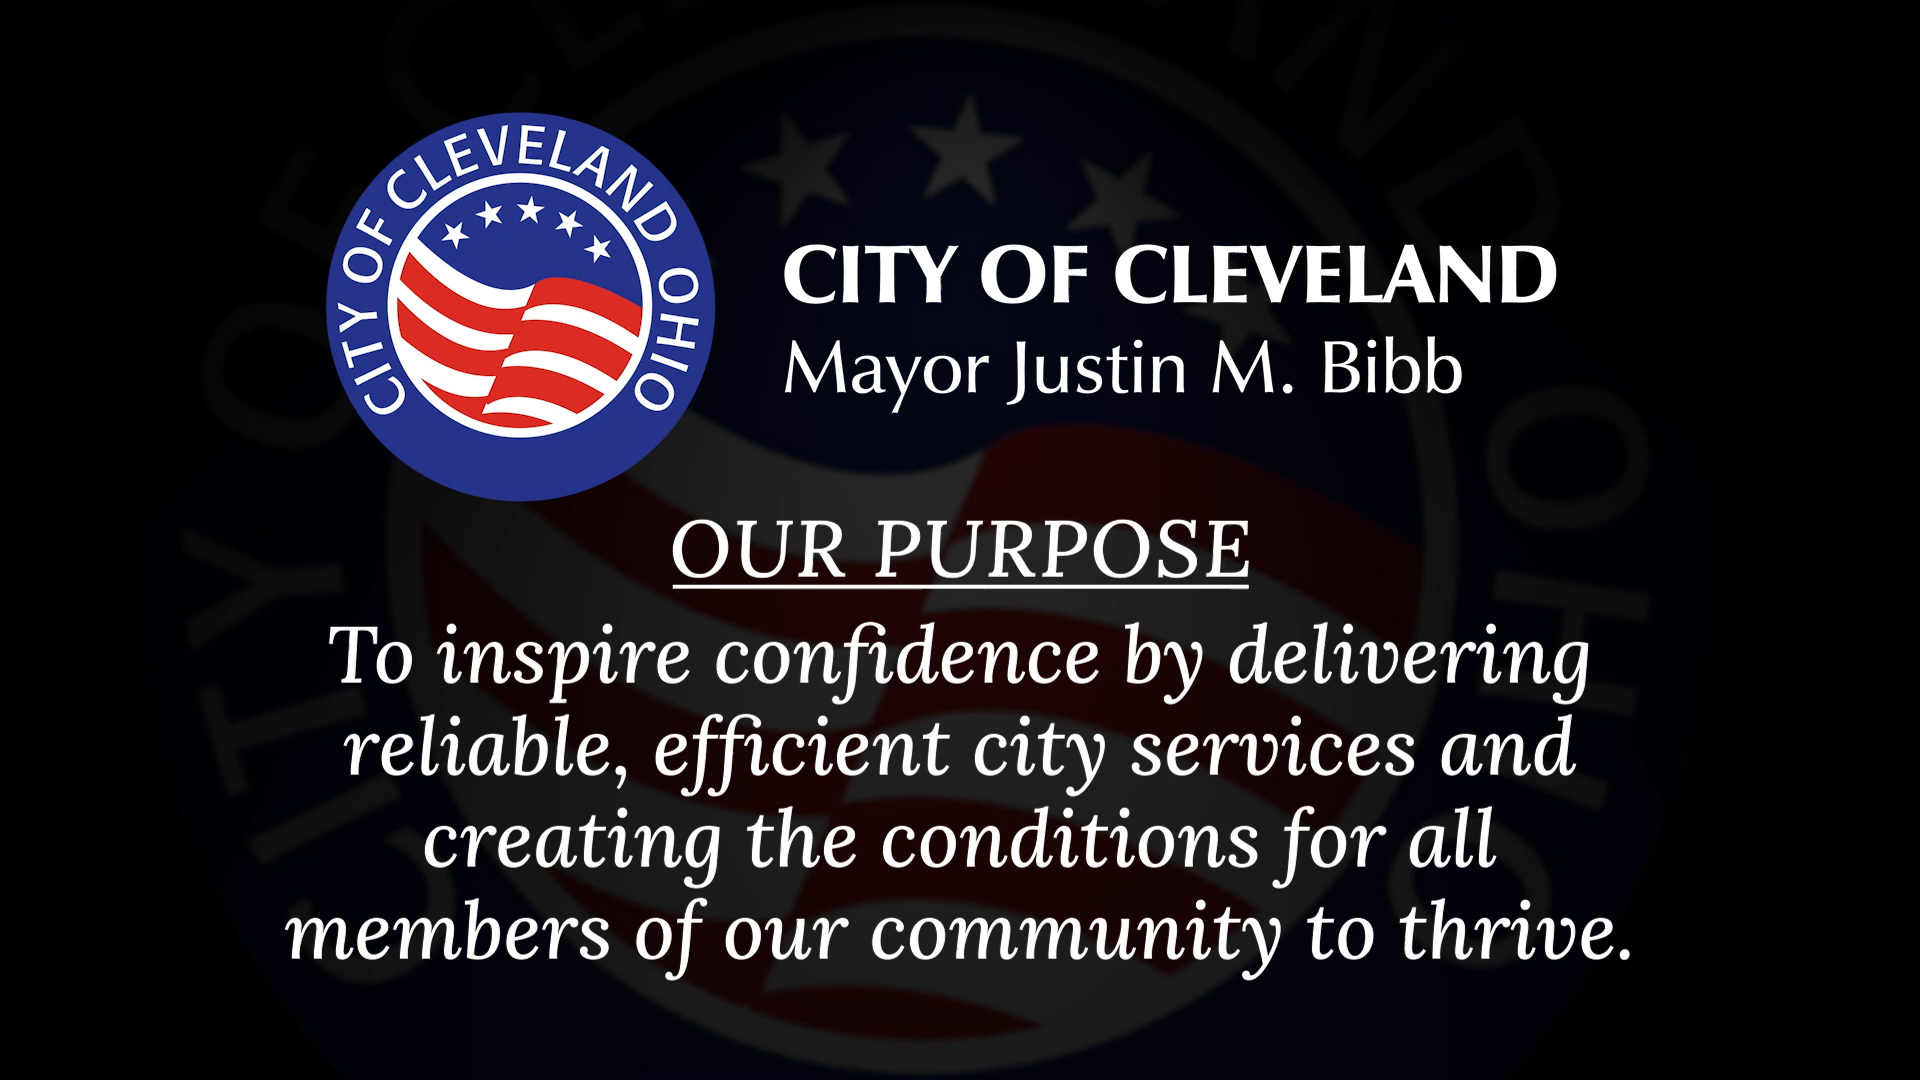 CITY OF CLEVELAND OHIO
CITY OF CLEVELAND
Mayor Justin M. Bibb
OUR PURPOSE
To inspire confidence by delivering
reliable, efficient city services and
creating the conditions for all
members of our community to thrive.